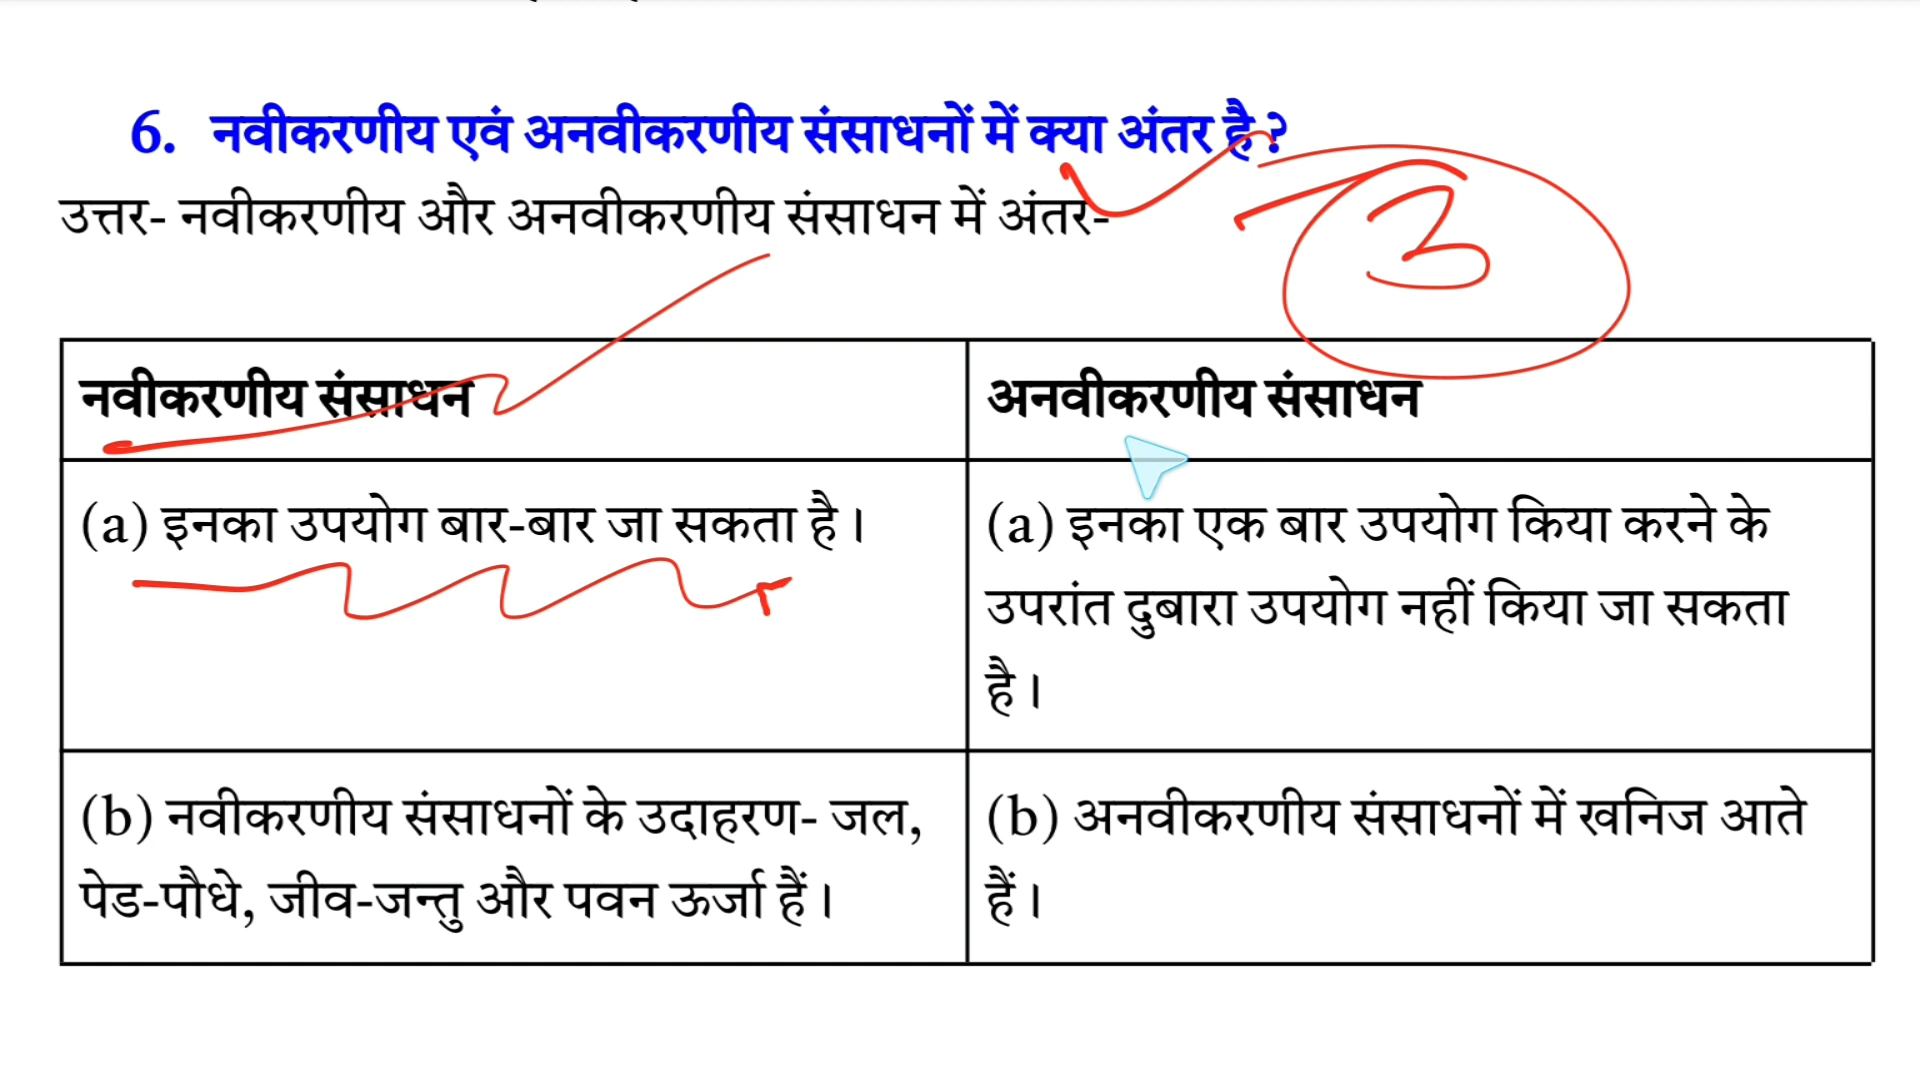 6. नवीकरणीय एवं अनवीकरणीय संसाधनों में क्या अंतर है?
उत्तर- नवीकरणीय और अनवीकरणीय संसाधन में अंतर-
3
नवीकरणीय संसाधन
अनवीकरणीय संसाधन
(a) इनका उपयोग बार-बार जा सकता है।
(a) इनका एक बार उपयोग किया करने के
उपरांत दुबारा उपयोग नहीं किया जा सकता
है।
(b) नवीकरणीय संसाधनों के उदाहरण- जल,
पेड-पौधे, जीव-जन्तु और पवन ऊर्जा हैं।
(b) अनवीकरणीय संसाधनों में खनिज आते
हैं।